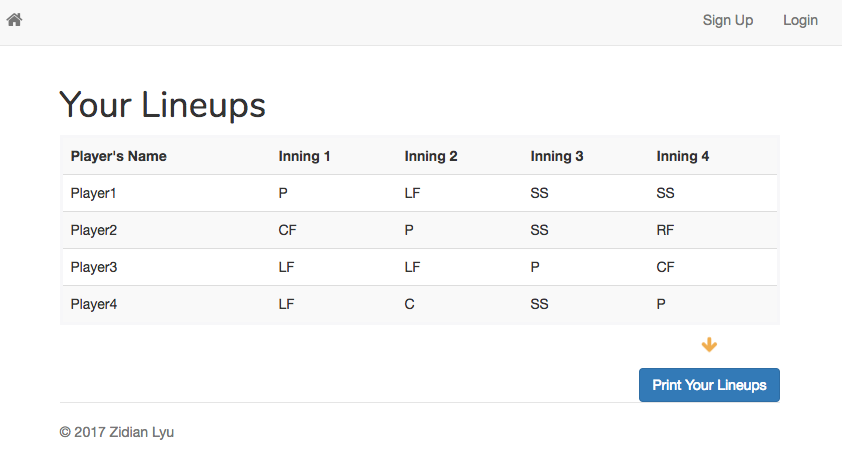 Sign Up Login
Your Lineups
Player's Name Inning 1 Inning 2 Inning 3 Inning 4
Player1 P LF SS SS
Player2 CF P SS RF
Player3 LF LF P CF
Player4 LF C SS P
Print Your Lineups
© 2017 Zidian Lyu